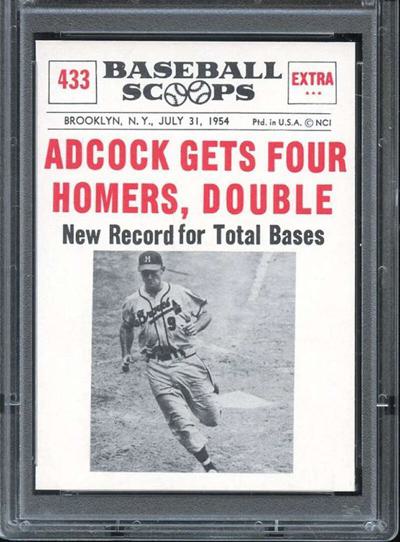 433
BASEBALL
SCOOPS
EXTRA
...
BROOKLYN, N. Y., JULY 31, 1954
Ptd. in U.S.A. © NCI
ADCOCK GETS FOUR
HOMERS, DOUBLE
New Record for Total Bases
M
Braves
9